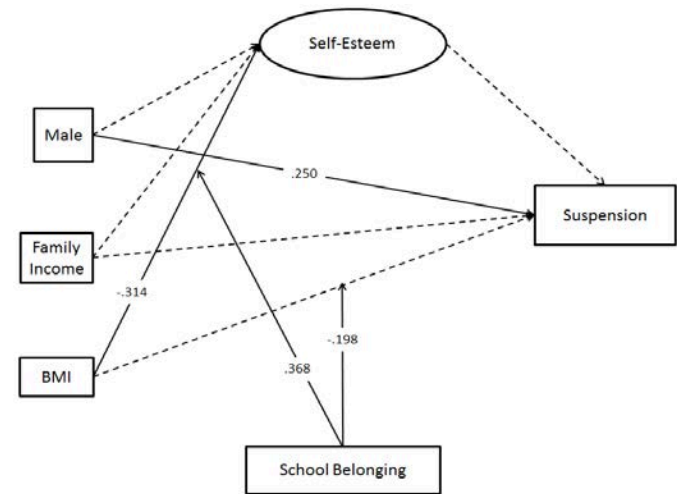 Self-Esteem
Male
.250
Suspension
Family
Income
-.314
-.198
.368
BMI
School Belonging